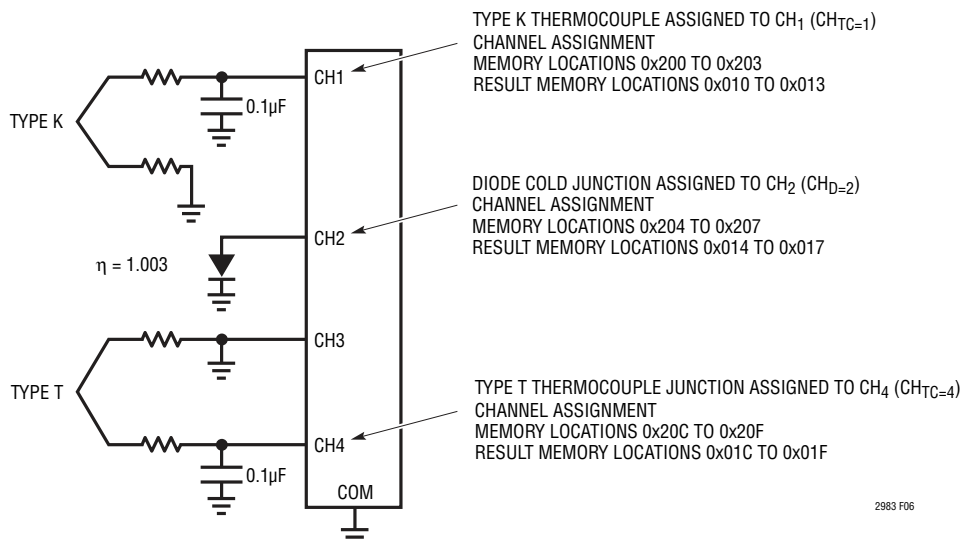 TYPE K THERMOCOUPLE ASSIGNED TO CH1 (CHTC=1)
CHANNEL ASSIGNMENT
MEMORY LOCATIONS 0x200 TO 0x203
RESULT MEMORY LOCATIONS 0x010 TO 0x013
CH1
0.1µF
TYPE K
DIODE COLD JUNCTION ASSIGNED TO CH2 (CHD=2)
CHANNEL ASSIGNMENT
MEMORY LOCATIONS 0x204 TO 0x207
RESULT MEMORY LOCATIONS 0x014 TO 0x017
CH2
η = 1.003
CH3
TYPE T
TYPE T THERMOCOUPLE JUNCTION ASSIGNED TO CH4 (CHTC=4)
CHANNEL ASSIGNMENT
MEMORY LOCATIONS 0x20C TO 0x20F
RESULT MEMORY LOCATIONS 0x01C TO 0x01F
CH4
0.1µF
COM
2983 F06